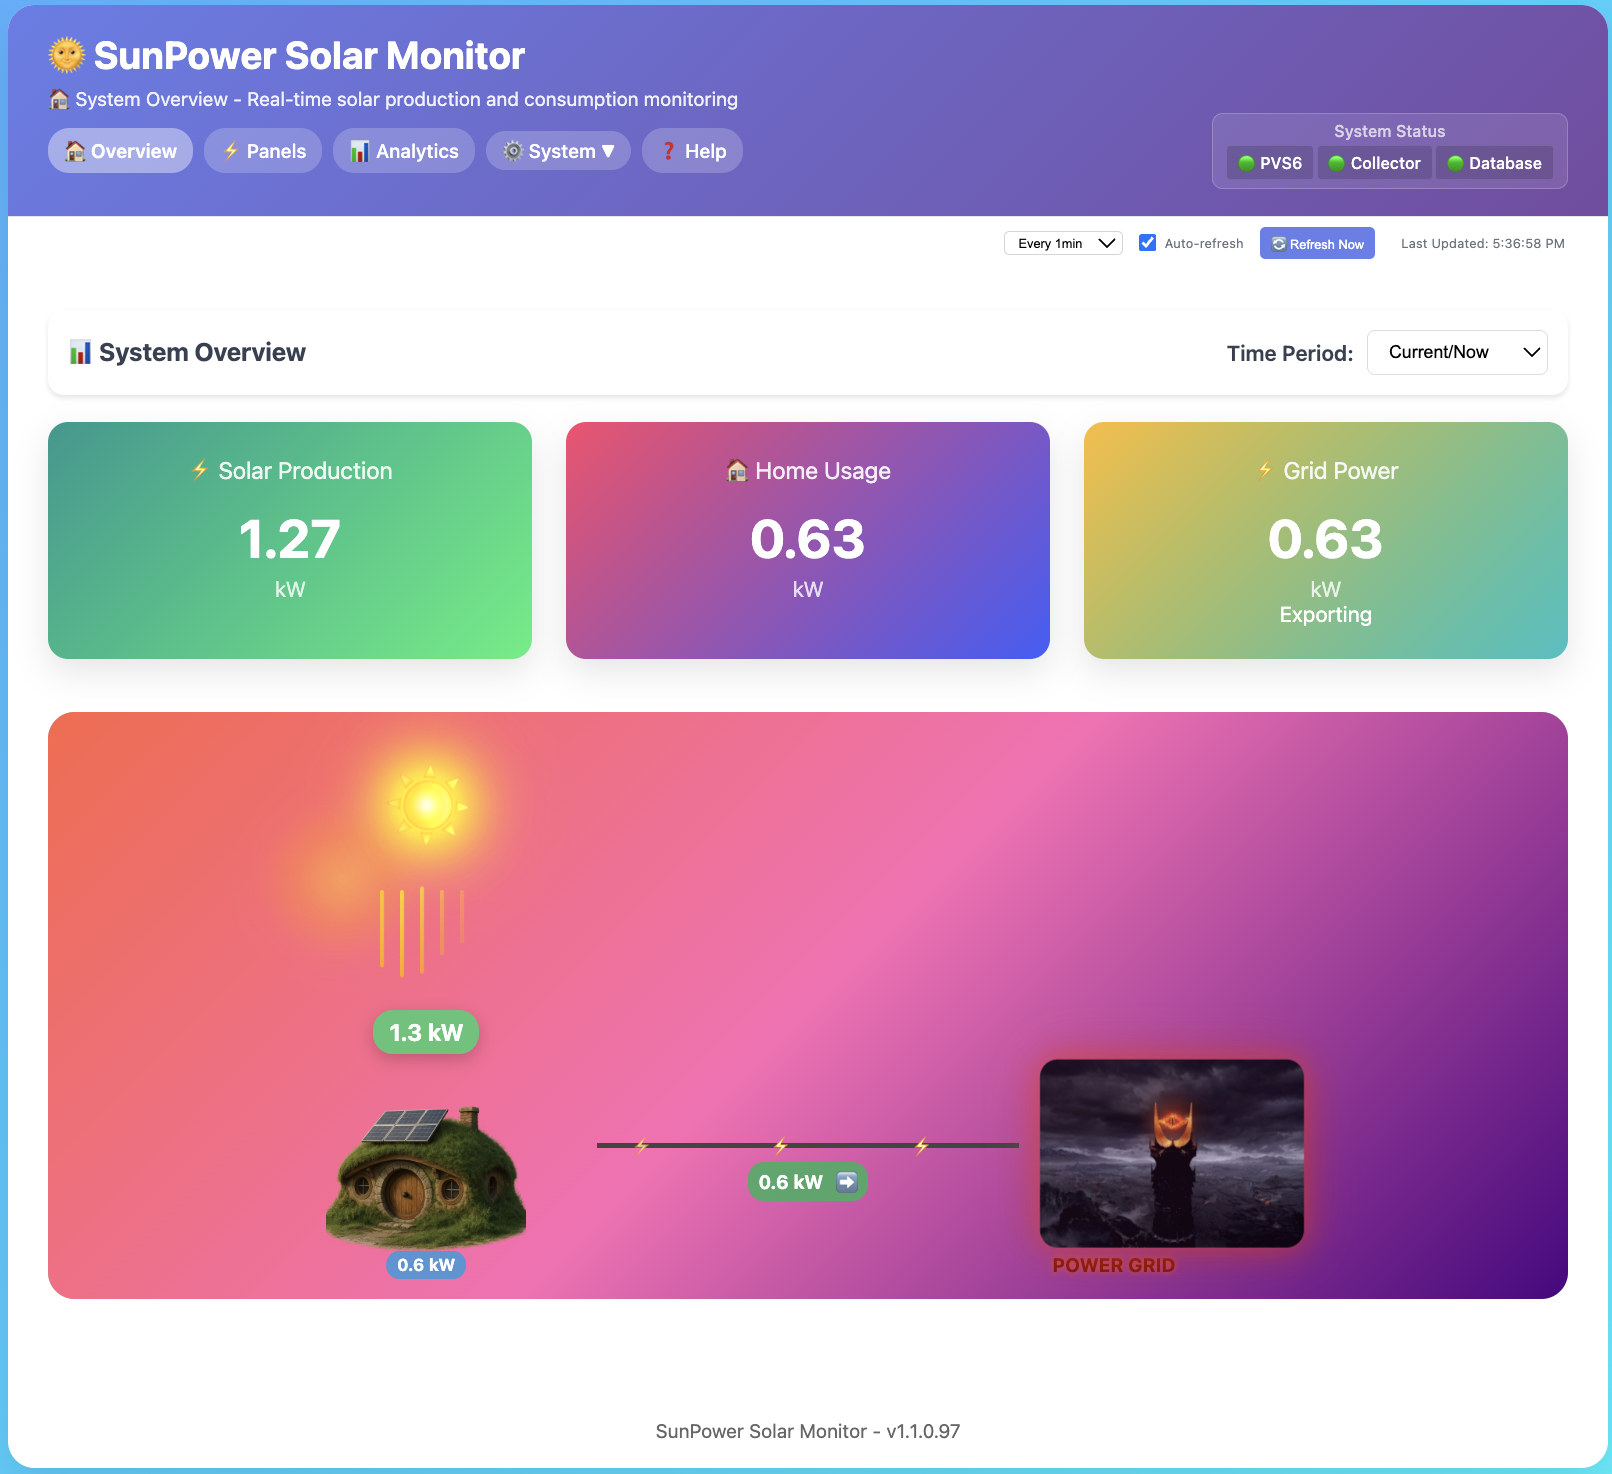 🌞 SunPower Solar Monitor
🏠 System Overview - Real-time solar production and consumption monitoring
🏠 Overview
⚡ Panels
📊 Analytics
⚙️ System ▼
❓ Help
System Status
🟢 PVS6
🟢 Collector
🟢 Database
Every 1min
Auto-refresh
🔄 Refresh Now
Last Updated: 5:36:58 PM
📊 System Overview
Time Period:
Current/Now
⚡ Solar Production
1.27
kW
🏠 Home Usage
0.63
kW
⚡ Grid Power
0.63
kW
Exporting
1.3 kW
0.6 kW ➡️
0.6 kW
POWER GRID
SunPower Solar Monitor - v1.1.0.97